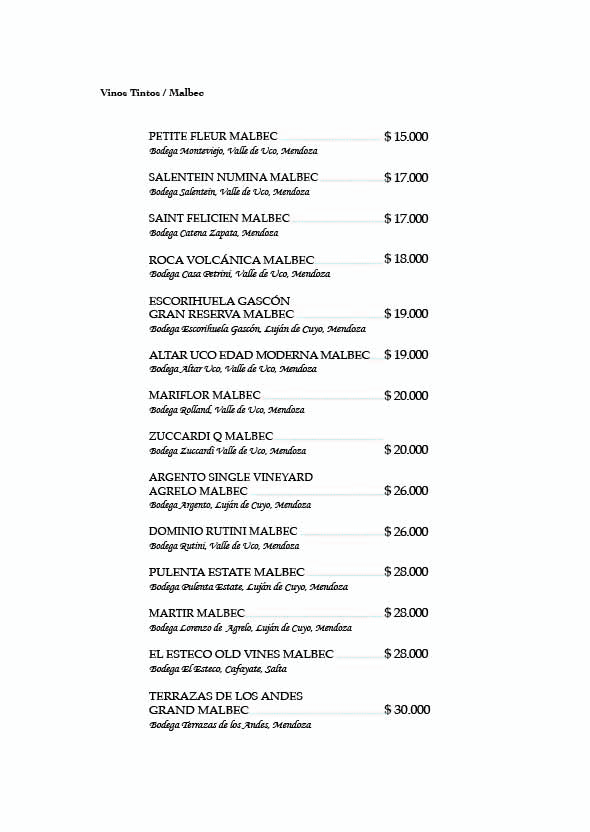 Vinos Tintos / Malbec
PETITE FLEUR MALBEC $ 15.000
Bodega Monteviejo, Valle de Uco, Mendoza
SALENTEIN NUMINA MALBEC $ 17.000
Bodega Salentein, Valle de Uco, Mendoza
SAINT FELICIEN MALBEC $ 17.000
Bodega Catena Zapata, Mendoza
ROCA VOLCÁNICA MALBEC $ 18.000
Bodega Casa Petrini, Valle de Uco, Mendoza
ESCORIHUELA GASCÓN
GRAN RESERVA MALBEC $ 19.000
Bodega Escorihuela Gascón, Luján de Cuyo, Mendoza
ALTAR UCO EDAD MODERNA MALBEC $ 19.000
Bodega Altar Uco, Valle de Uco, Mendoza
MARIFLOR MALBEC $ 20.000
Bodega Rolland, Valle de Uco, Mendoza
ZUCCARDI Q MALBEC
Bodega Zuccardi Valle de Uco, Mendoza $ 20.000
ARGENTO SINGLE VINEYARD
AGRELO MALBEC $ 26.000
Bodega Argento, Luján de Cuyo, Mendoza
DOMINIO RUTINI MALBEC $ 26.000
Bodega Rutini, Valle de Uco, Mendoza
PULENTA ESTATE MALBEC $ 28.000
Bodega Pulenta Estate, Luján de Cuyo, Mendoza
MARTIR MALBEC $ 28.000
Bodega Lorenzo de Agrelo, Luján de Cuyo, Mendoza
EL ESTECO OLD VINES MALBEC $ 28.000
Bodega El Esteco, Cafayate, Salta
TERRAZAS DE LOS ANDES
GRAND MALBEC $ 30.000
Bodega Terrazas de los Andes, Mendoza